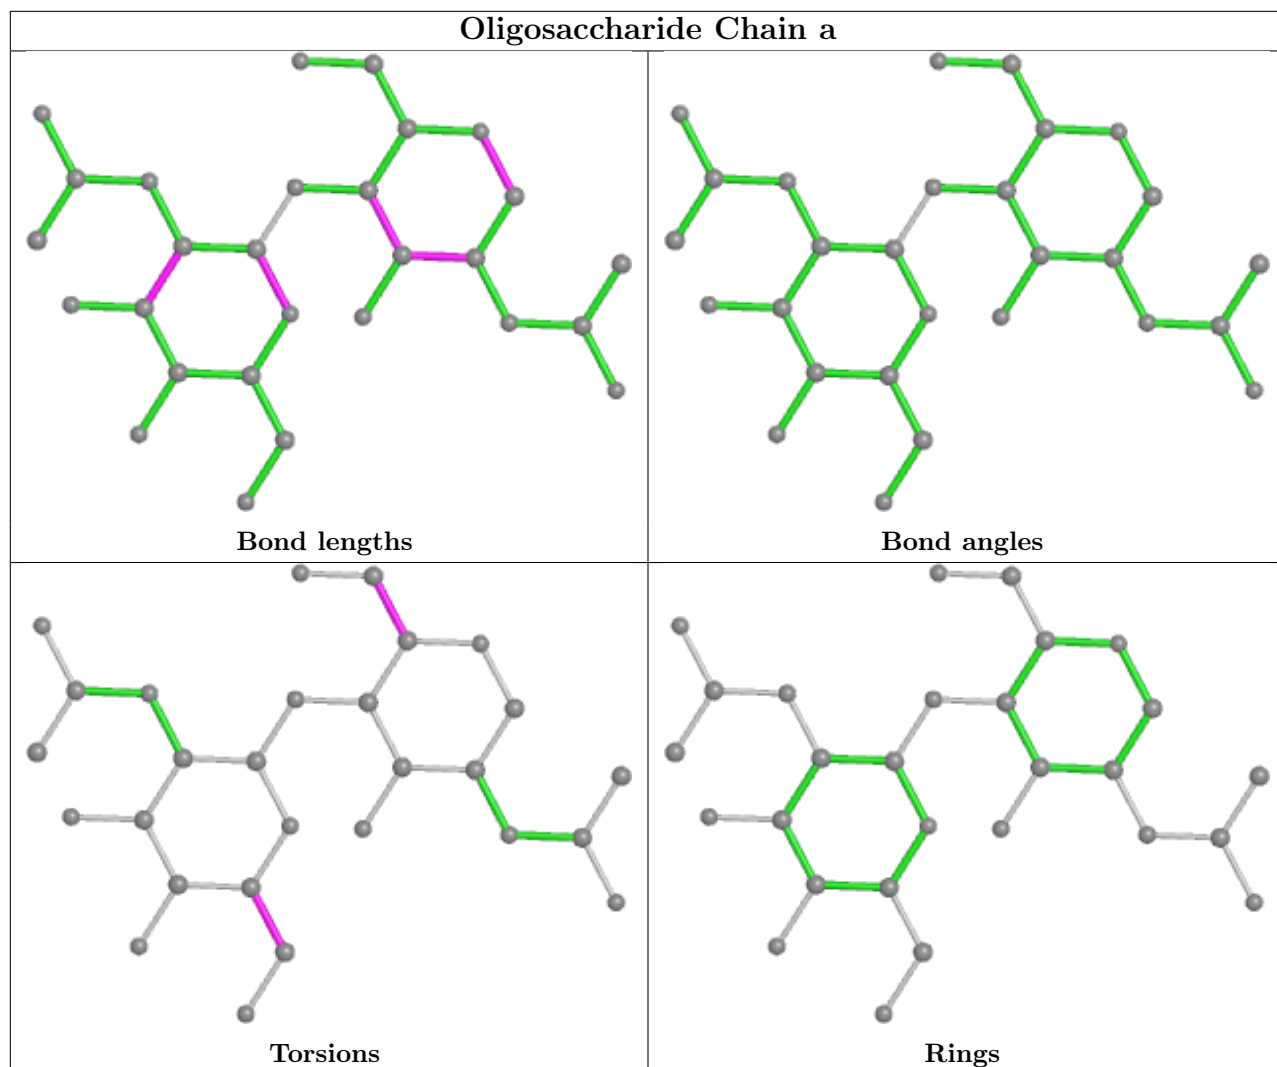 Oligosaccharide Chain a
Bond lengths
Bond angles
Torsions
Rings